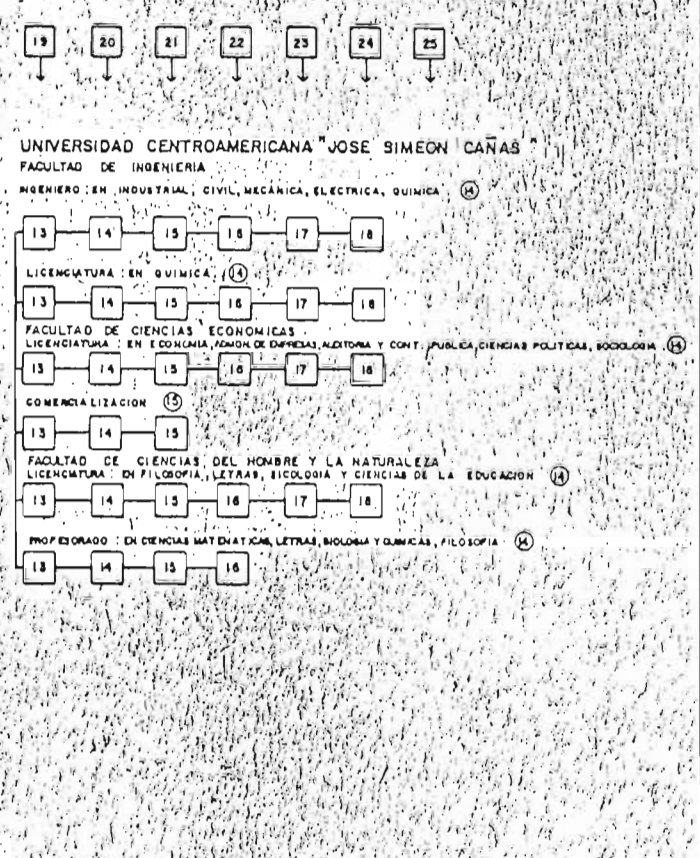 19 20 21 22 23 24 25
UNIVERSIDAD CENTROAMERICANA "JOSE SIMEON CAÑAS"
FACULTAD DE INGENIERIA
INGENIERO : EN INDUSTRIAL, CIVIL, MECANICA, ELECTRICA, QUIMICA 14
13 14 15 16 17 18
LICENCIATURA : EN QUIMICA 14
13 14 15 16 17 18
FACULTAD DE CIENCIAS ECONOMICAS
LICENCIATURA : EN ECONOMIA, ADMON. DE EMPRESAS, AUDITORIA Y CONT. PUBLICA, CIENCIAS POLITICAS, SOCIOLOGIA 14
13 14 15 16 17 18
COMERCIALIZACION 15
13 14 15
FACULTAD DE CIENCIAS DEL HOMBRE Y LA NATURALEZA
LICENCIATURA : EN FILOSOFIA, LETRAS, SICOLOGIA Y CIENCIAS DE LA EDUCACION 14
13 14 15 16 17 18
PROFESORADO : EN CIENCIAS MATEMATICAS, LETRAS, BIOLOGIA Y QUIMICAS, FILOSOFIA 14
13 14 15 16